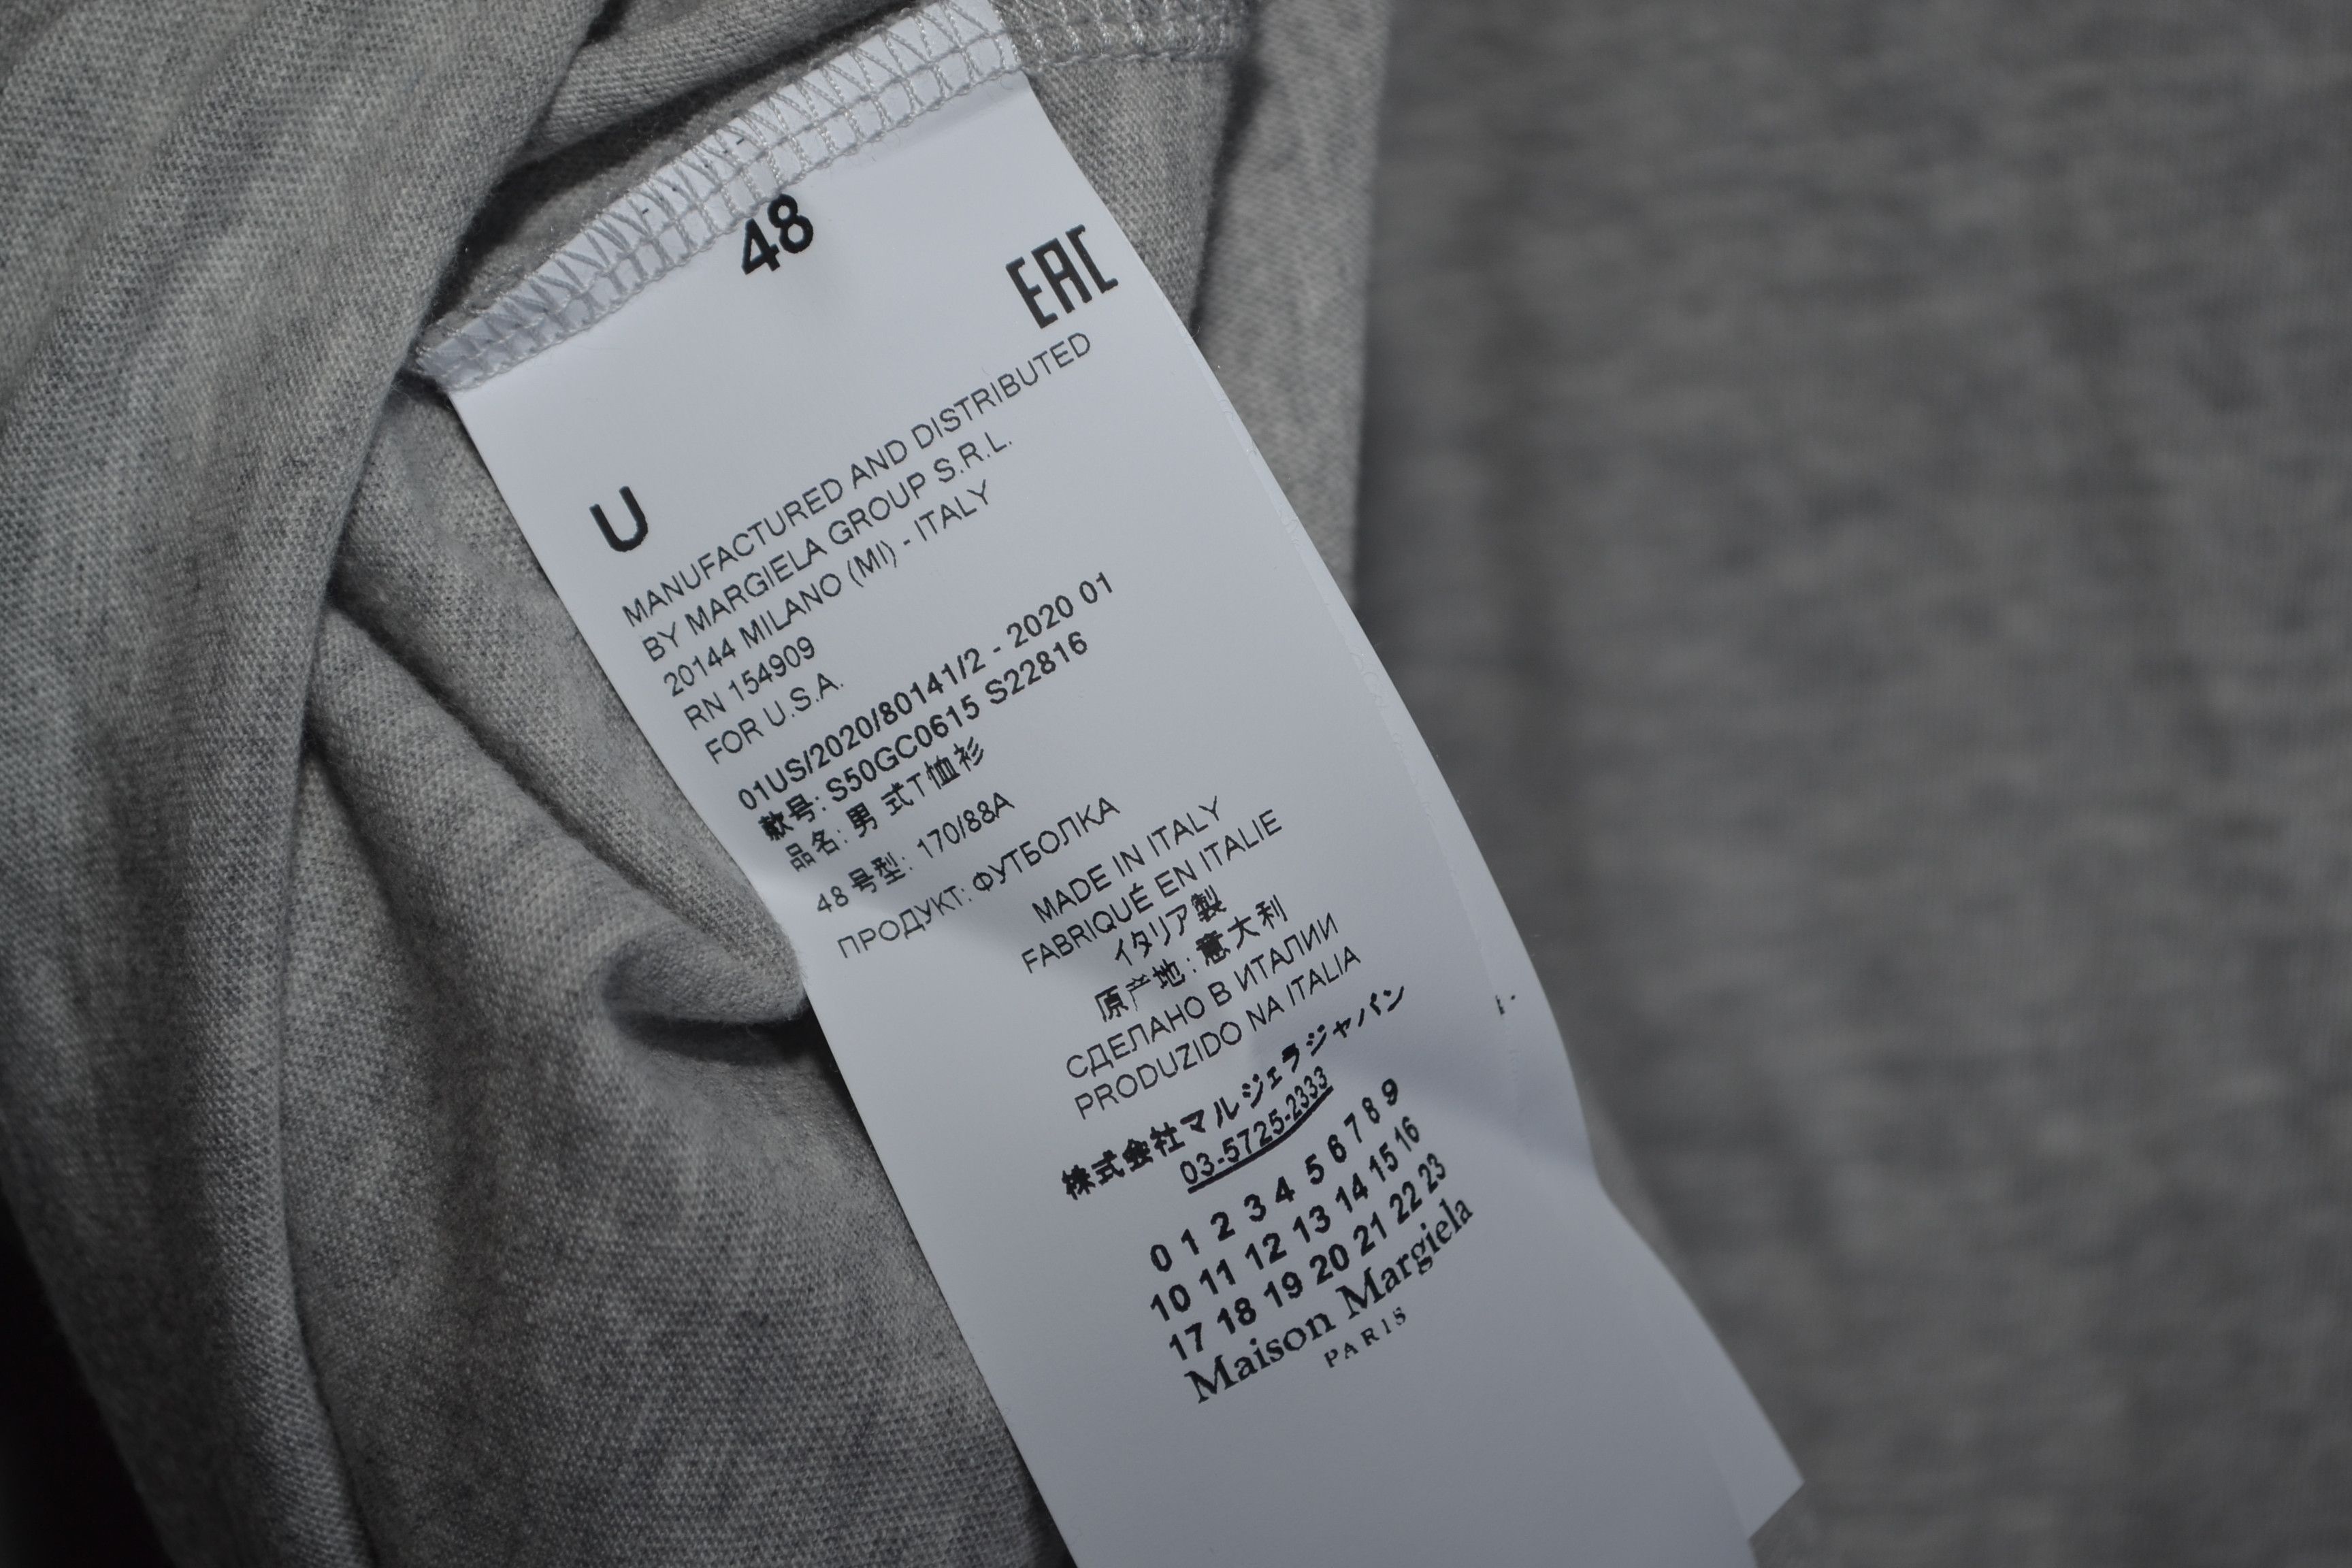 48
EAC
U
MANUFACTURED AND DISTRIBUTED
BY MARGIELA GROUP S.R.L.
20144 MILANO (MI) - ITALY
RN 154909
FOR U.S.A.
01US/2020/80141/2 - 2020 01
款号: S50GC0615 S22816
品名: 男式T恤衫
48 号型: 170/88A
ПРОДУКТ: ФУТБОЛКА
MADE IN ITALY
FABRIQUÉ EN ITALIE
イタリア製
原产地: 意大利
СДЕЛАНО В ИТАЛИИ
PRODUZIDO NA ITALIA
株式会社マルジェラジャパン
03-5725-2333
0 1 2 3 4 5 6 7 8 9
10 11 12 13 14 15 16
17 18 19 20 21 22 23
Maison Margiela
PARIS